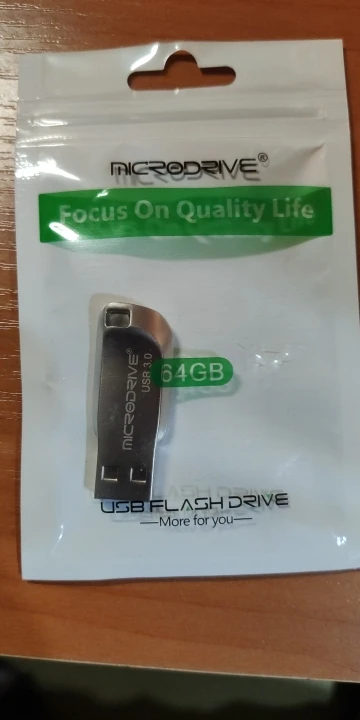 MICRODRIVE®
Focus On Quality Life
MICRODRIVE®
USB 3.0
64GB
USB FLASH DRIVE
—More for you—